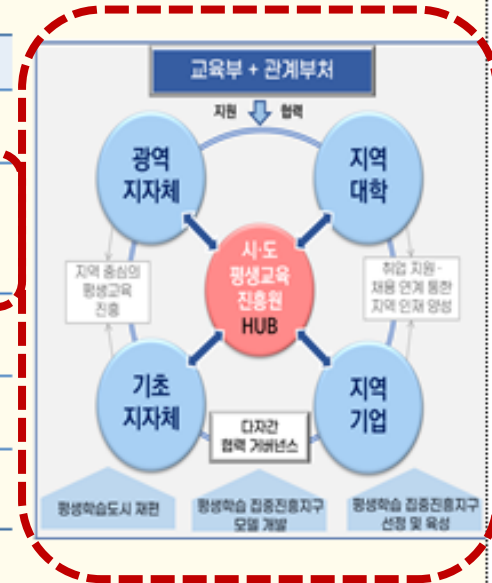 교육부 + 관계부처
지원 협력
광역
지자체
지역
대학
시·도
평생교육
진흥원
HUB
지역 중심의
평생교육
진흥
취업 지원·
채용 연계 통한
지역 인재 양성
기초
지자체
지역
기업
다자간
협력 거버넌스
평생학습도시 재편
평생학습 집중진흥지구
모델 개발
평생학습 집중진흥지구
선정 및 육성